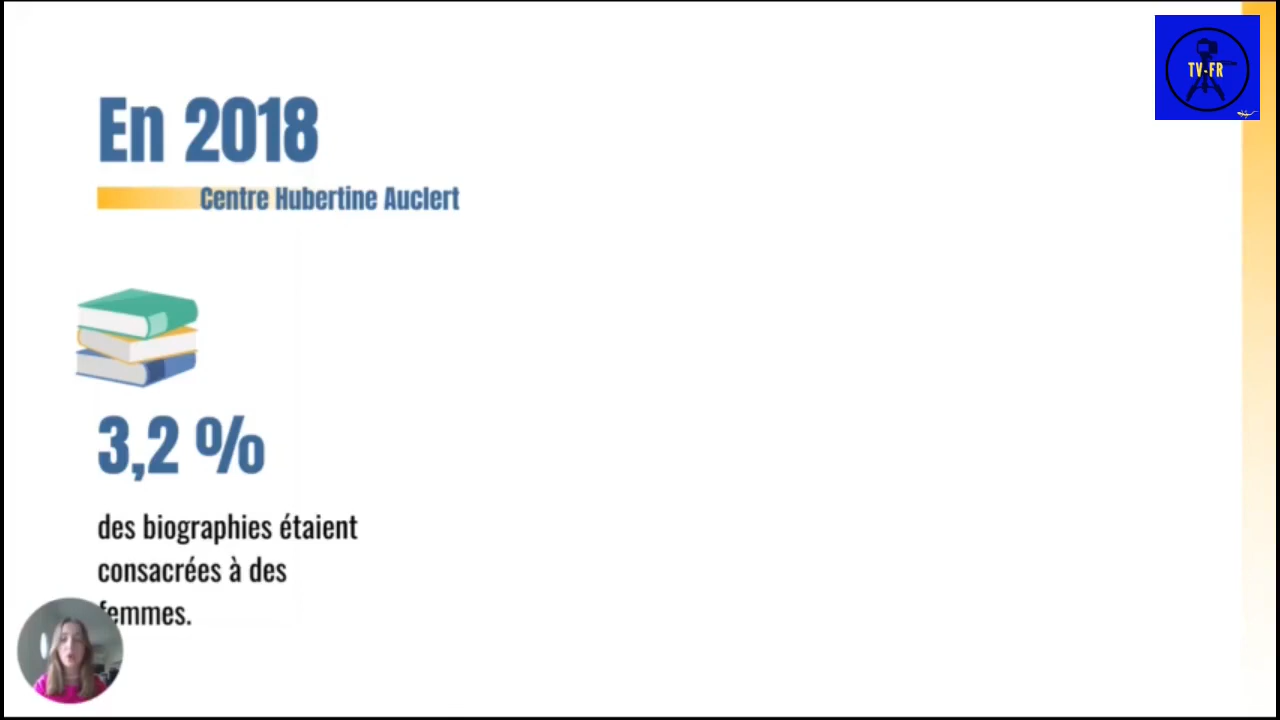 TV-FR
En 2018
Centre Hubertine Auclert
3,2 %
des biographies étaient
consacrées à des
femmes.